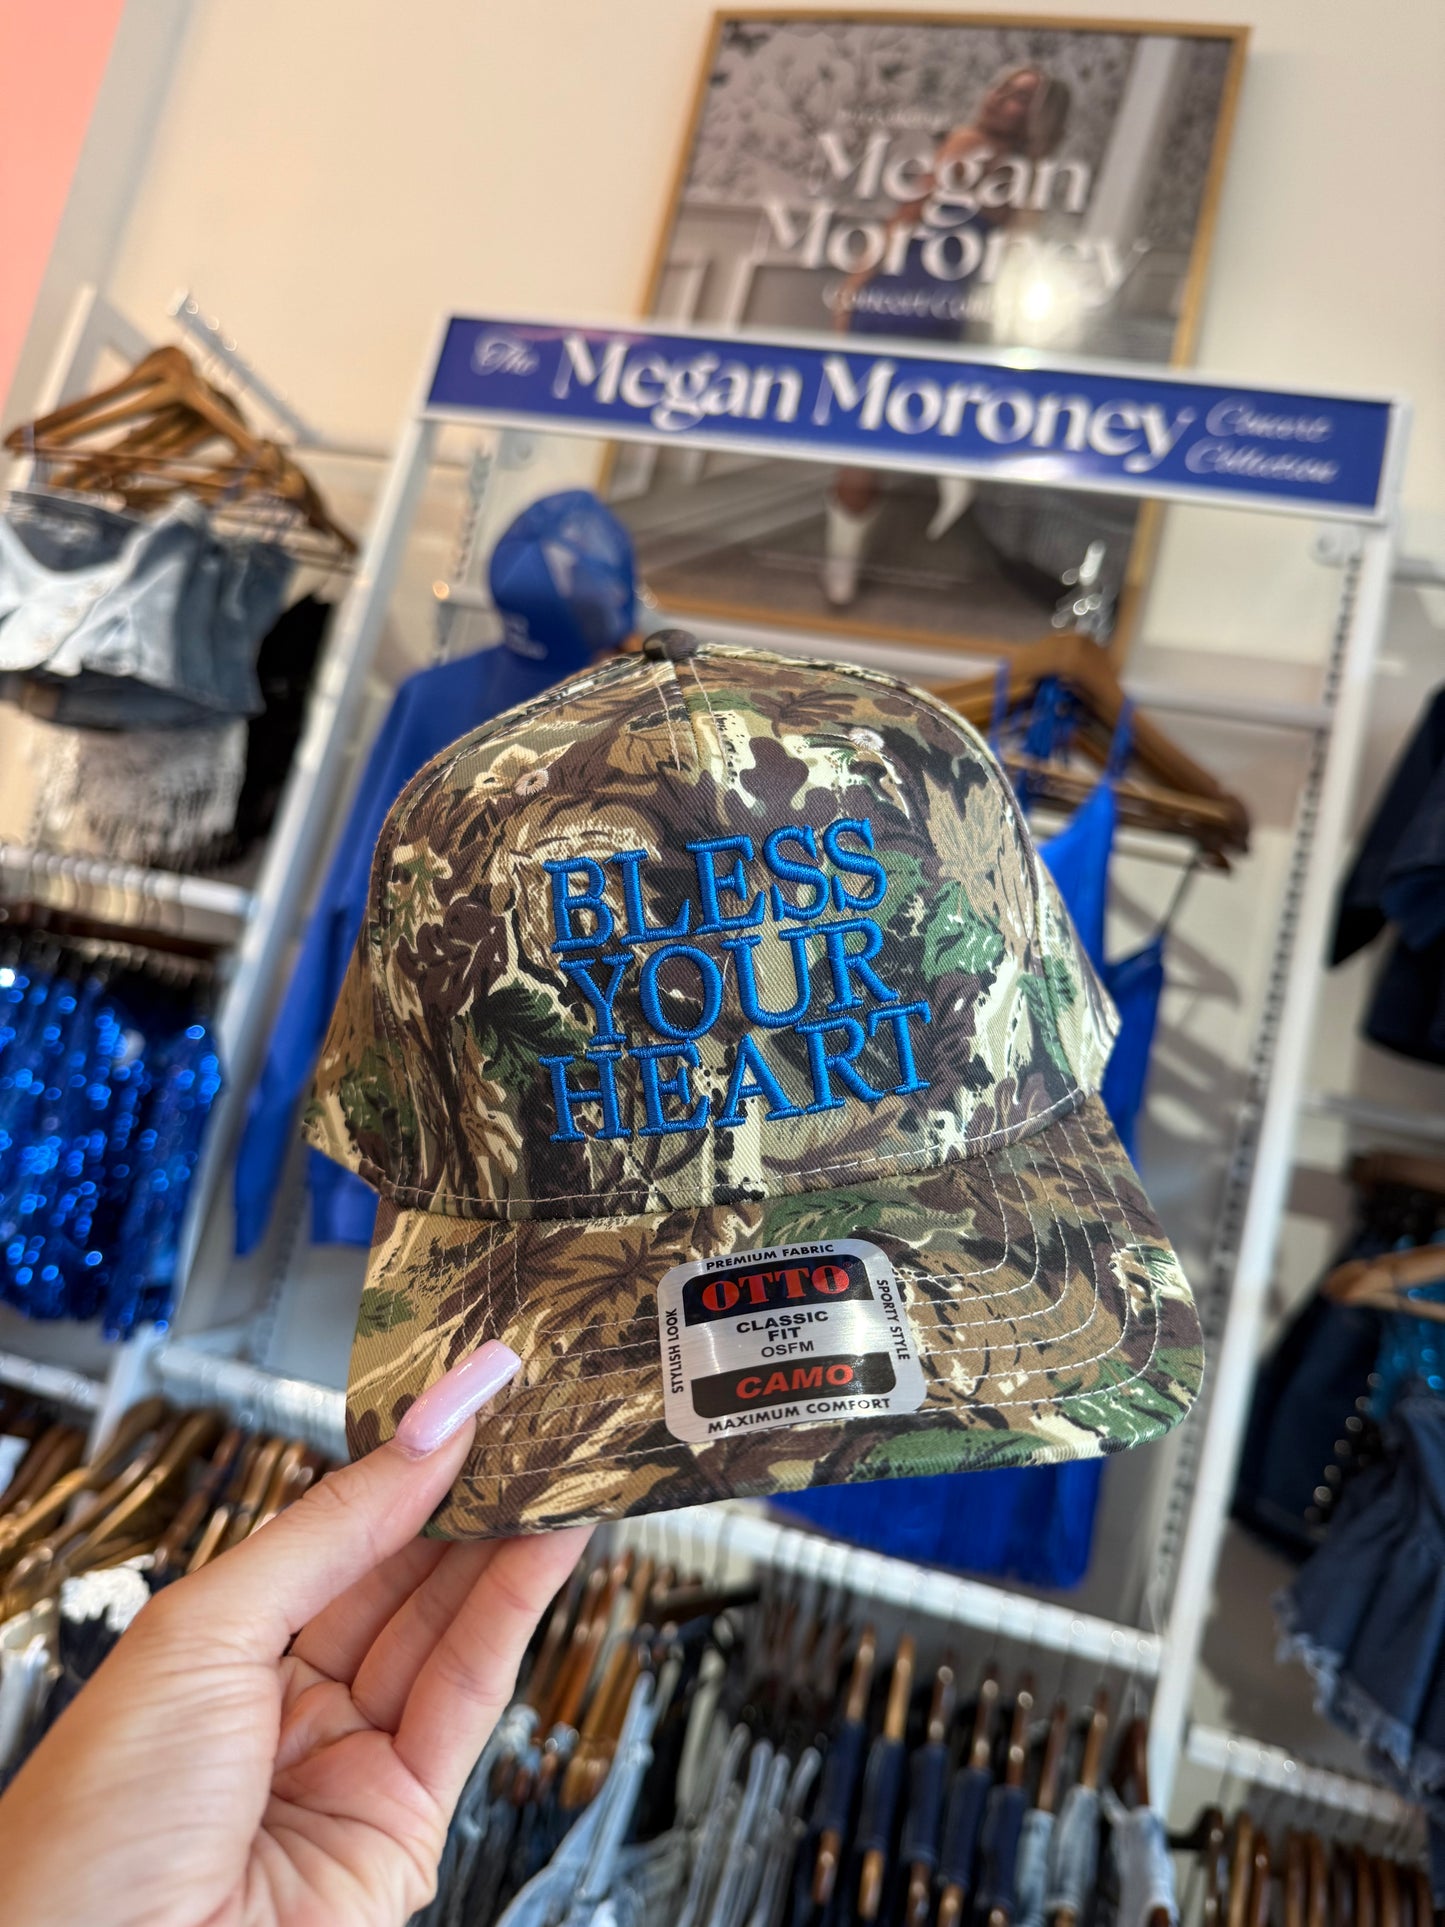 Megan
Moroney
The Megan Moroney Concert
Collection
BLESS
YOUR
HEART
PREMIUM FABRIC
OTTO
CLASSIC
FIT
OSFM
CAMO
STYLISH LOOK
SPORTY STYLE
MAXIMUM COMFORT